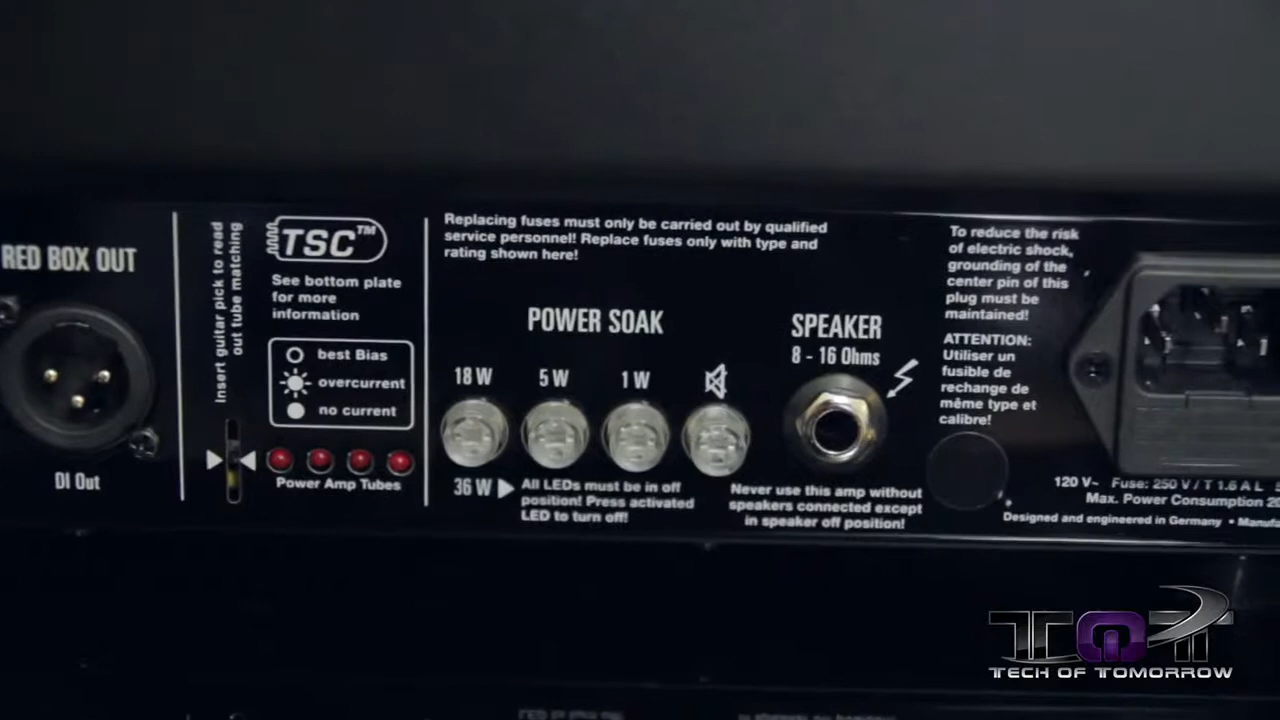 RED BOX OUT
DI Out
Insert guitar pick to read
out tube matching
TSC™
See bottom plate
for more
information
best Bias
overcurrent
no current
Power Amp Tubes
Replacing fuses must only be carried out by qualified
service personnel! Replace fuses only with type and
rating shown here!
POWER SOAK
18 W
5 W
1 W
36 W
All LEDs must be in off
position! Press activated
LED to turn off!
SPEAKER
8 - 16 Ohms
Never use this amp without
speakers connected except
in speaker off position!
To reduce the risk
of electric shock,
grounding of the
center pin of this
plug must be
maintained!
ATTENTION:
Utiliser un
fusible de
rechange de
même type et
calibre!
120 V~ Fuse: 250 V / T 1.6 A L
Max. Power Consumption
Designed and engineered in Germany •
TOT
TECH OF TOMORROW